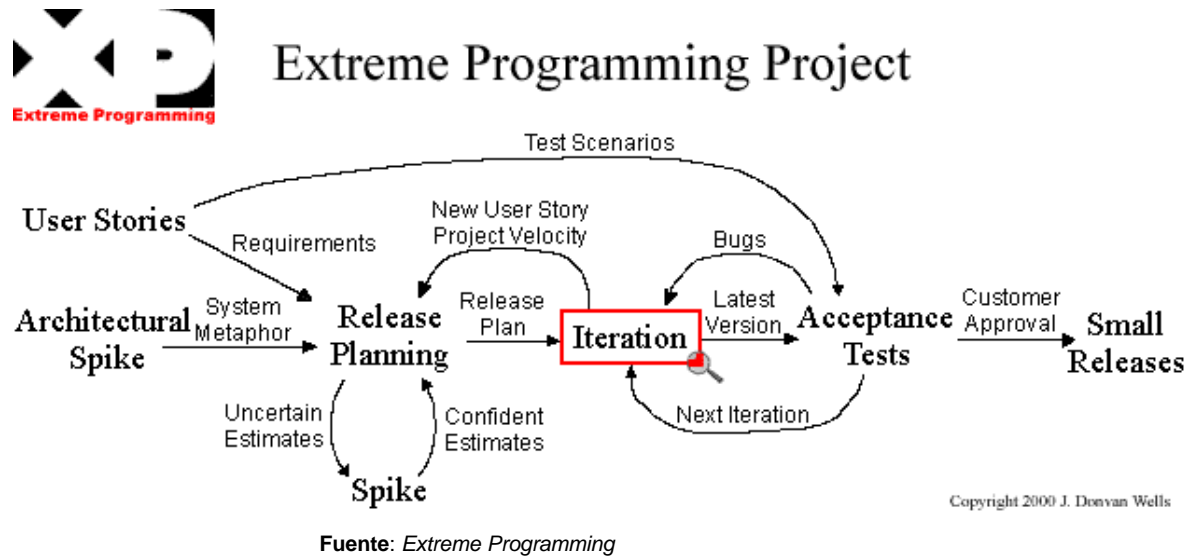 XP
Extreme Programming
Extreme Programming Project
Test Scenarios
User Stories
Requirements
New User Story
Project Velocity
Bugs
Architectural
Spike
System
Metaphor
Release
Planning
Release
Plan
Iteration
Latest
Version
Acceptance
Tests
Customer
Approval
Small
Releases
Uncertain
Estimates
Confident
Estimates
Next Iteration
Spike
Copyright 2000 J. Donvan Wells
Fuente: Extreme Programming